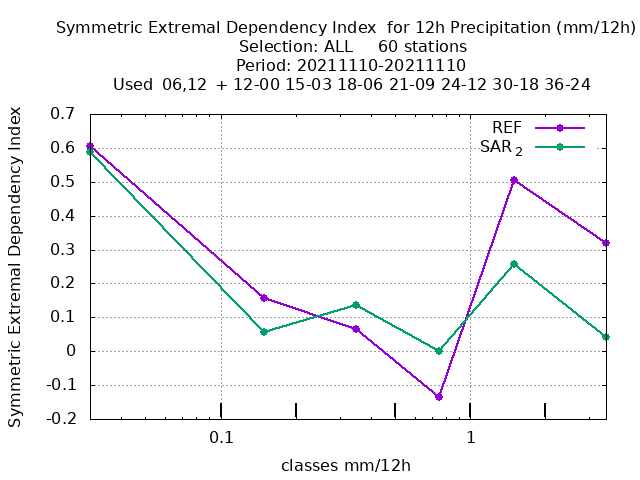 Symmetric Extremal Dependency Index  for 12h Precipitation (mm/12h)
Selection: ALL     60 stations
Period: 20211110-20211110
Used  06,12  + 12-00 15-03 18-06 21-09 24-12 30-18 36-24
Symmetric Extremal Dependency Index
0.7
0.6
0.5
0.4
0.3
0.2
0.1
0
-0.1
-0.2
REF
SAR 2
0.1
1
classes mm/12h